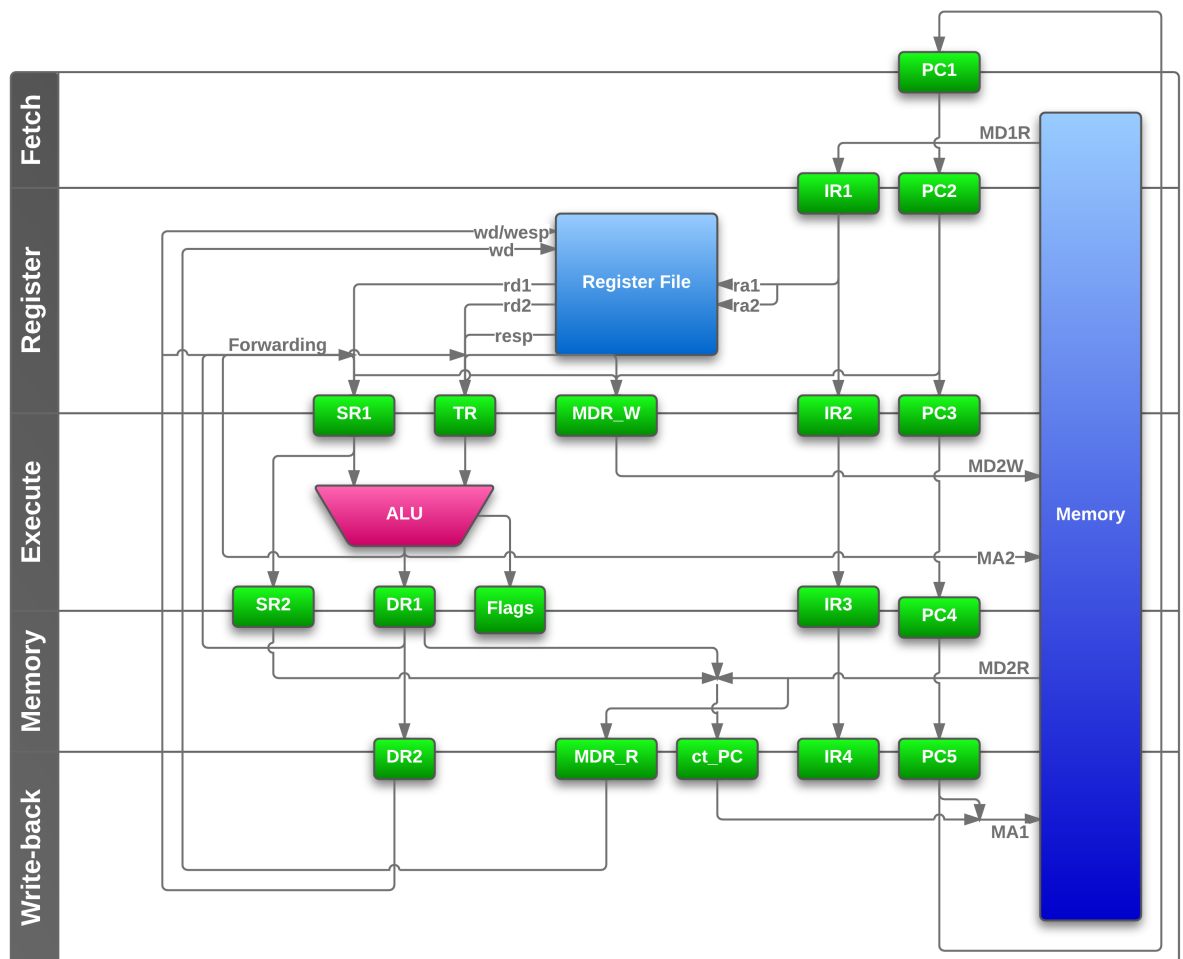 PC1
Fetch
MD1R
IR1
PC2
Register
wd/wesp
wd
Register File
rd1
ra1
rd2
ra2
resp
Forwarding
SR1
TR
MDR_W
IR2
PC3
Execute
MD2W
ALU
Memory
MA2
SR2
DR1
Flags
IR3
PC4
Memory
MD2R
DR2
MDR_R
ct_PC
IR4
PC5
Write-back
MA1